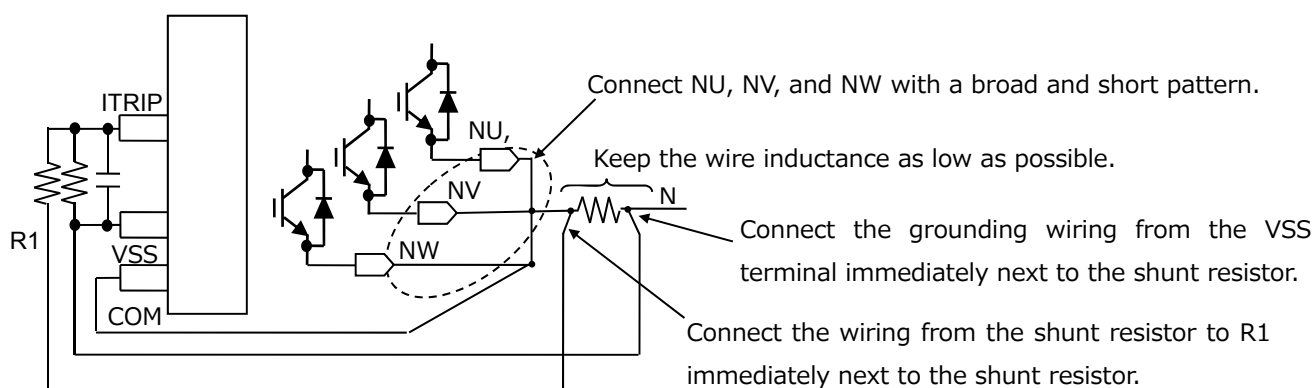 Connect NU, NV, and NW with a broad and short pattern.
ITRIP
NU,
Keep the wire inductance as low as possible.
NV
N
R1
VSS
NW
Connect the grounding wiring from the VSS
terminal immediately next to the shunt resistor.
COM
Connect the wiring from the shunt resistor to R1
immediately next to the shunt resistor.